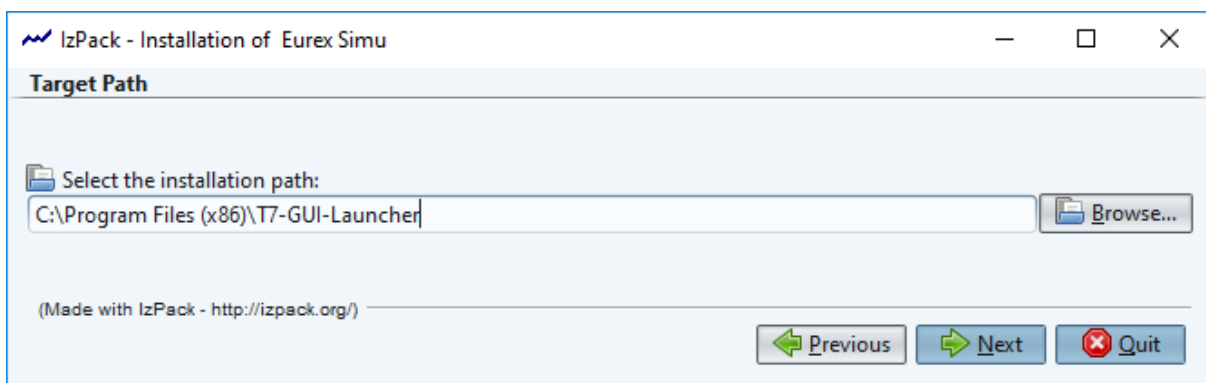 IzPack - Installation of  Eurex Simu
Target Path
Select the installation path:
C:\Program Files (x86)\T7-GUI-Launcher
Browse...
(Made with IzPack - http://izpack.org/)
Previous
Next
Quit